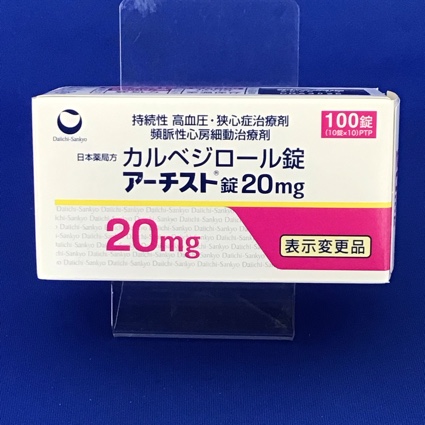 持続性 高血圧・狭心症治療剤
頻脈性心房細動治療剤
100錠
(10錠×10)PTP
Daiichi-Sankyo
日本薬局方 カルベジロール錠
アーチスト®錠20mg
20mg
表示変更品